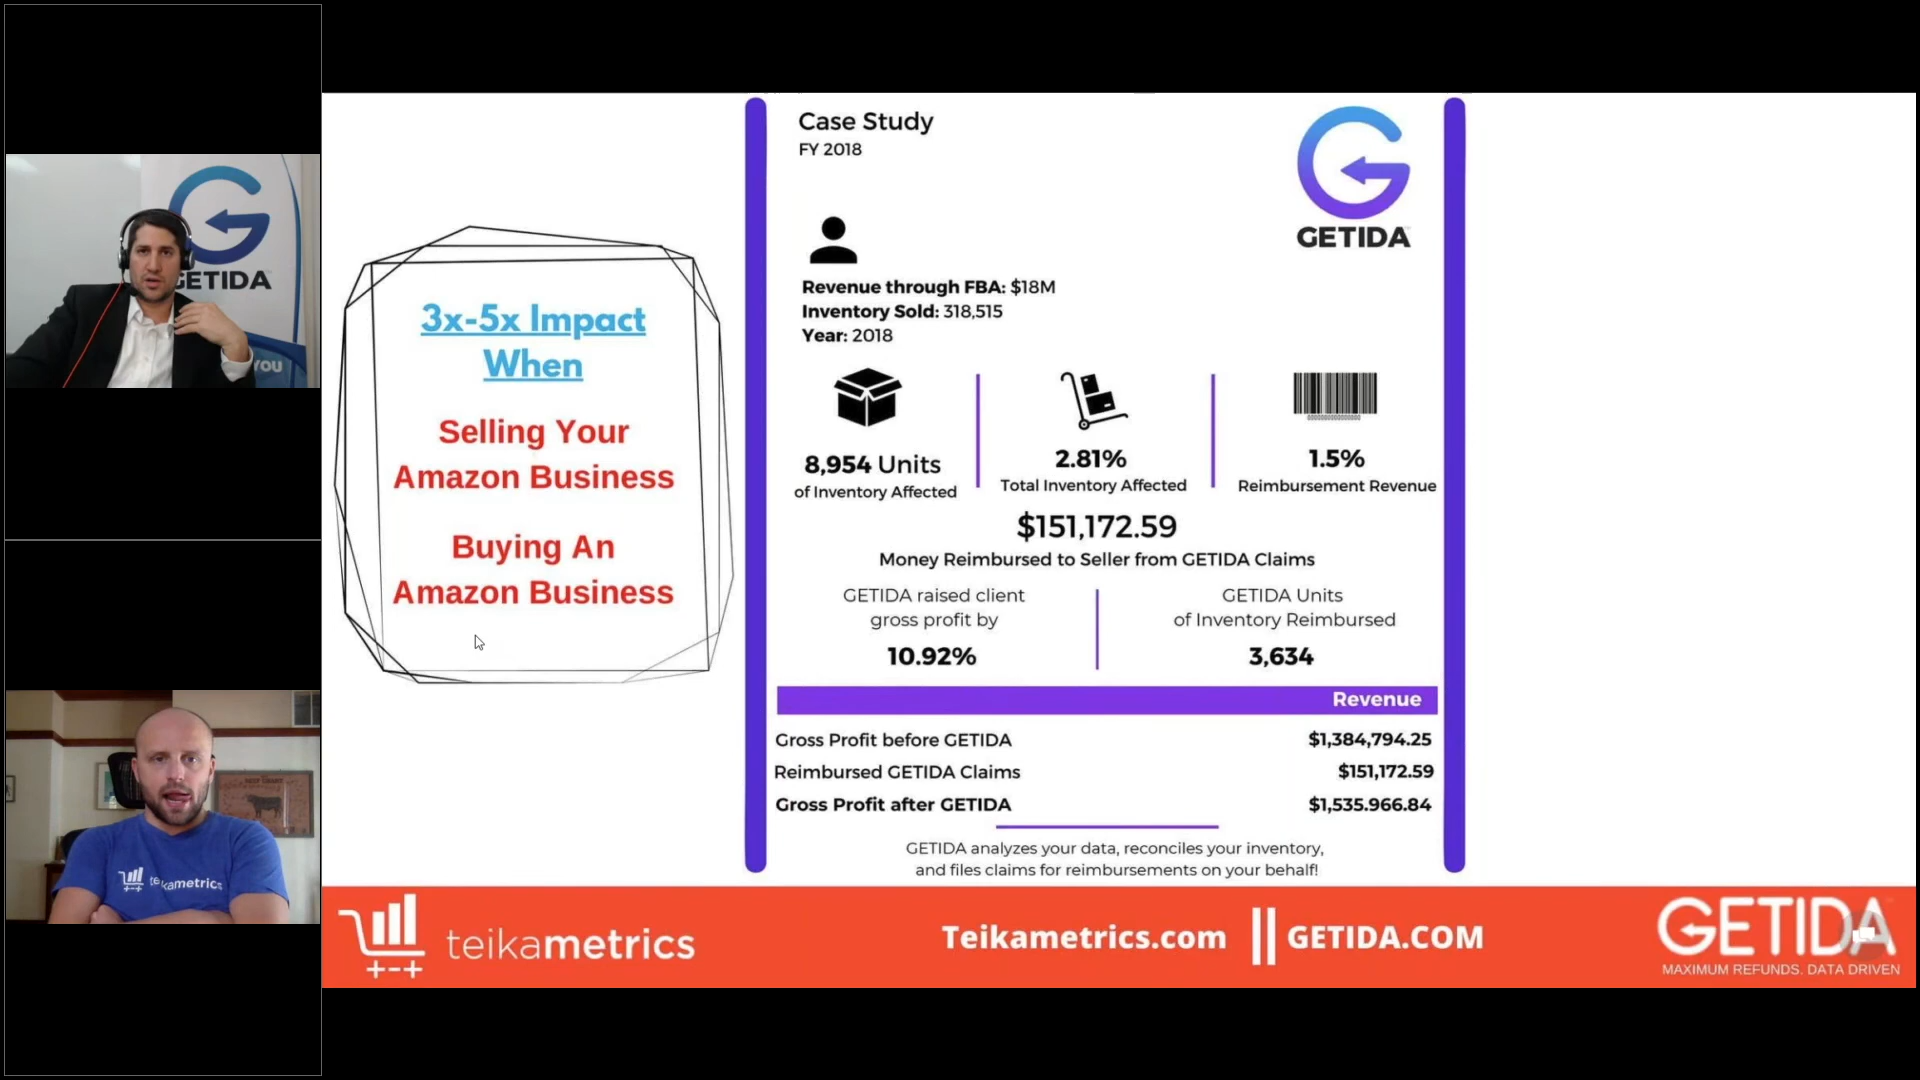 GETIDA
YOU
teikametrics
3x-5x Impact
When
Selling Your
Amazon Business
Buying An
Amazon Business
Case Study
FY 2018
GETIDA
Revenue through FBA: $18M
Inventory Sold: 318,515
Year: 2018
8,954 Units
of Inventory Affected
2.81%
Total Inventory Affected
1.5%
Reimbursement Revenue
$151,172.59
Money Reimbursed to Seller from GETIDA Claims
GETIDA raised client
gross profit by
10.92%
GETIDA Units
of Inventory Reimbursed
3,634
Revenue
Gross Profit before GETIDA $1,384,794.25
Reimbursed GETIDA Claims $151,172.59
Gross Profit after GETIDA $1,535.966.84
GETIDA analyzes your data, reconciles your inventory,
and files claims for reimbursements on your behalf!
teikametrics
Teikametrics.com || GETIDA.COM
GETIDA
MAXIMUM REFUNDS. DATA DRIVEN